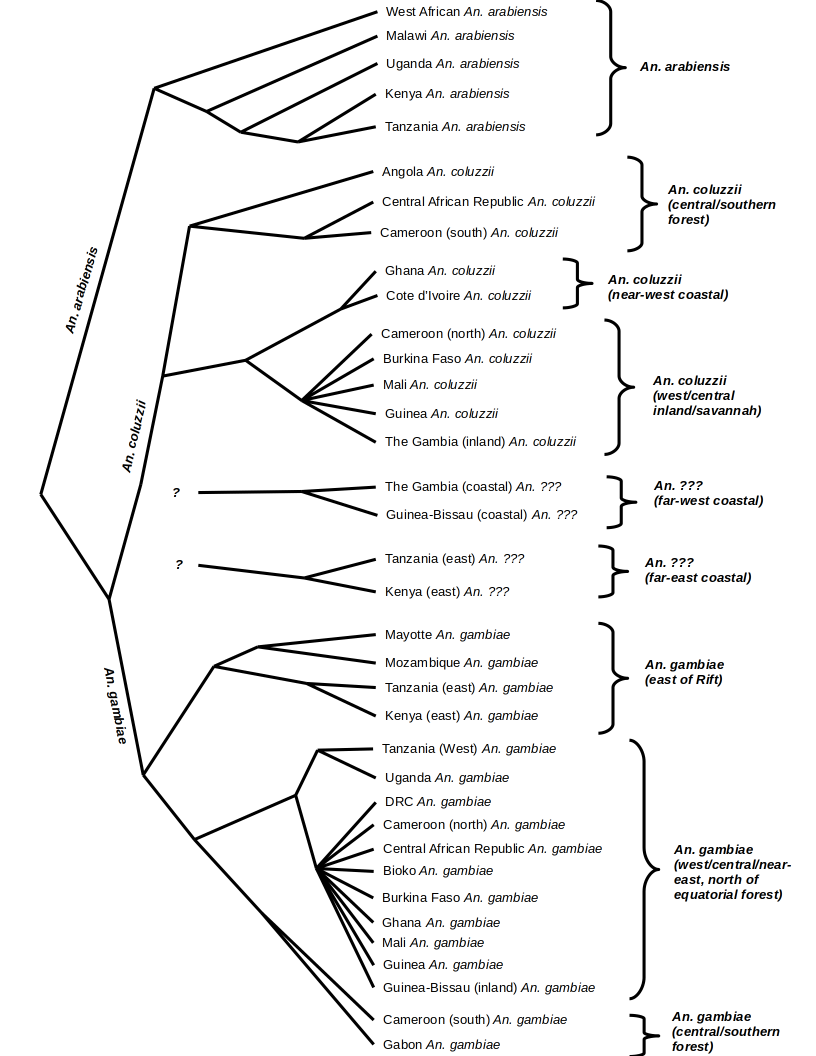 West African An. arabiensis
Malawi An. arabiensis
Uganda An. arabiensis
Kenya An. arabiensis
Tanzania An. arabiensis
An. arabiensis
An. arabiensis
Angola An. coluzzii
Central African Republic An. coluzzii
Cameroon (south) An. coluzzii
An. coluzzii
(central/southern
forest)
Ghana An. coluzzii
Cote d'Ivoire An. coluzzii
An. coluzzii
(near-west coastal)
Cameroon (north) An. coluzzii
Burkina Faso An. coluzzii
Mali An. coluzzii
Guinea An. coluzzii
The Gambia (inland) An. coluzzii
An. coluzzii
(west/central
inland/savannah)
An. coluzzii
?
The Gambia (coastal) An. ???
Guinea-Bissau (coastal) An. ???
An. ???
(far-west coastal)
?
Tanzania (east) An. ???
Kenya (east) An. ???
An. ???
(far-east coastal)
Mayotte An. gambiae
Mozambique An. gambiae
Tanzania (east) An. gambiae
Kenya (east) An. gambiae
An. gambiae
(east of Rift)
An. gambiae
Tanzania (West) An. gambiae
Uganda An. gambiae
DRC An. gambiae
Cameroon (north) An. gambiae
Central African Republic An. gambiae
Bioko An. gambiae
Burkina Faso An. gambiae
Ghana An. gambiae
Mali An. gambiae
Guinea An. gambiae
Guinea-Bissau (inland) An. gambiae
An. gambiae
(west/central/near-
east, north of
equatorial forest)
Cameroon (south) An. gambiae
Gabon An. gambiae
An. gambiae
(central/southern
forest)